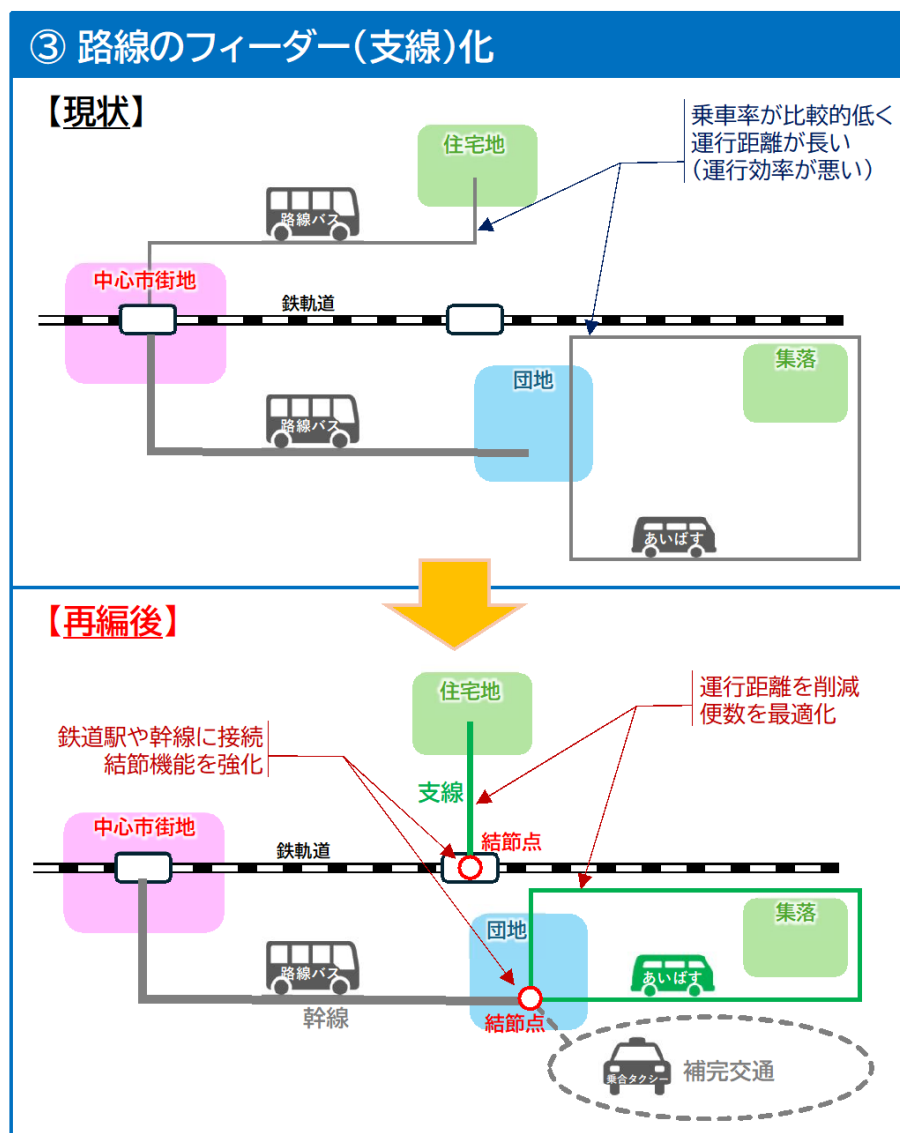 ③ 路線のフィーダー(支線)化
【現状】
乗車率が比較的低く
運行距離が長い
（運行効率が悪い）
住宅地
路線バス
中心市街地
鉄軌道
団地
集落
路線バス
あいばす
【再編後】
住宅地
運行距離を削減
便数を最適化
鉄道駅や幹線に接続
結節機能を強化
支線
中心市街地
結節点
鉄軌道
団地
集落
路線バス
あいばす
幹線
結節点
乗合タクシー
補完交通